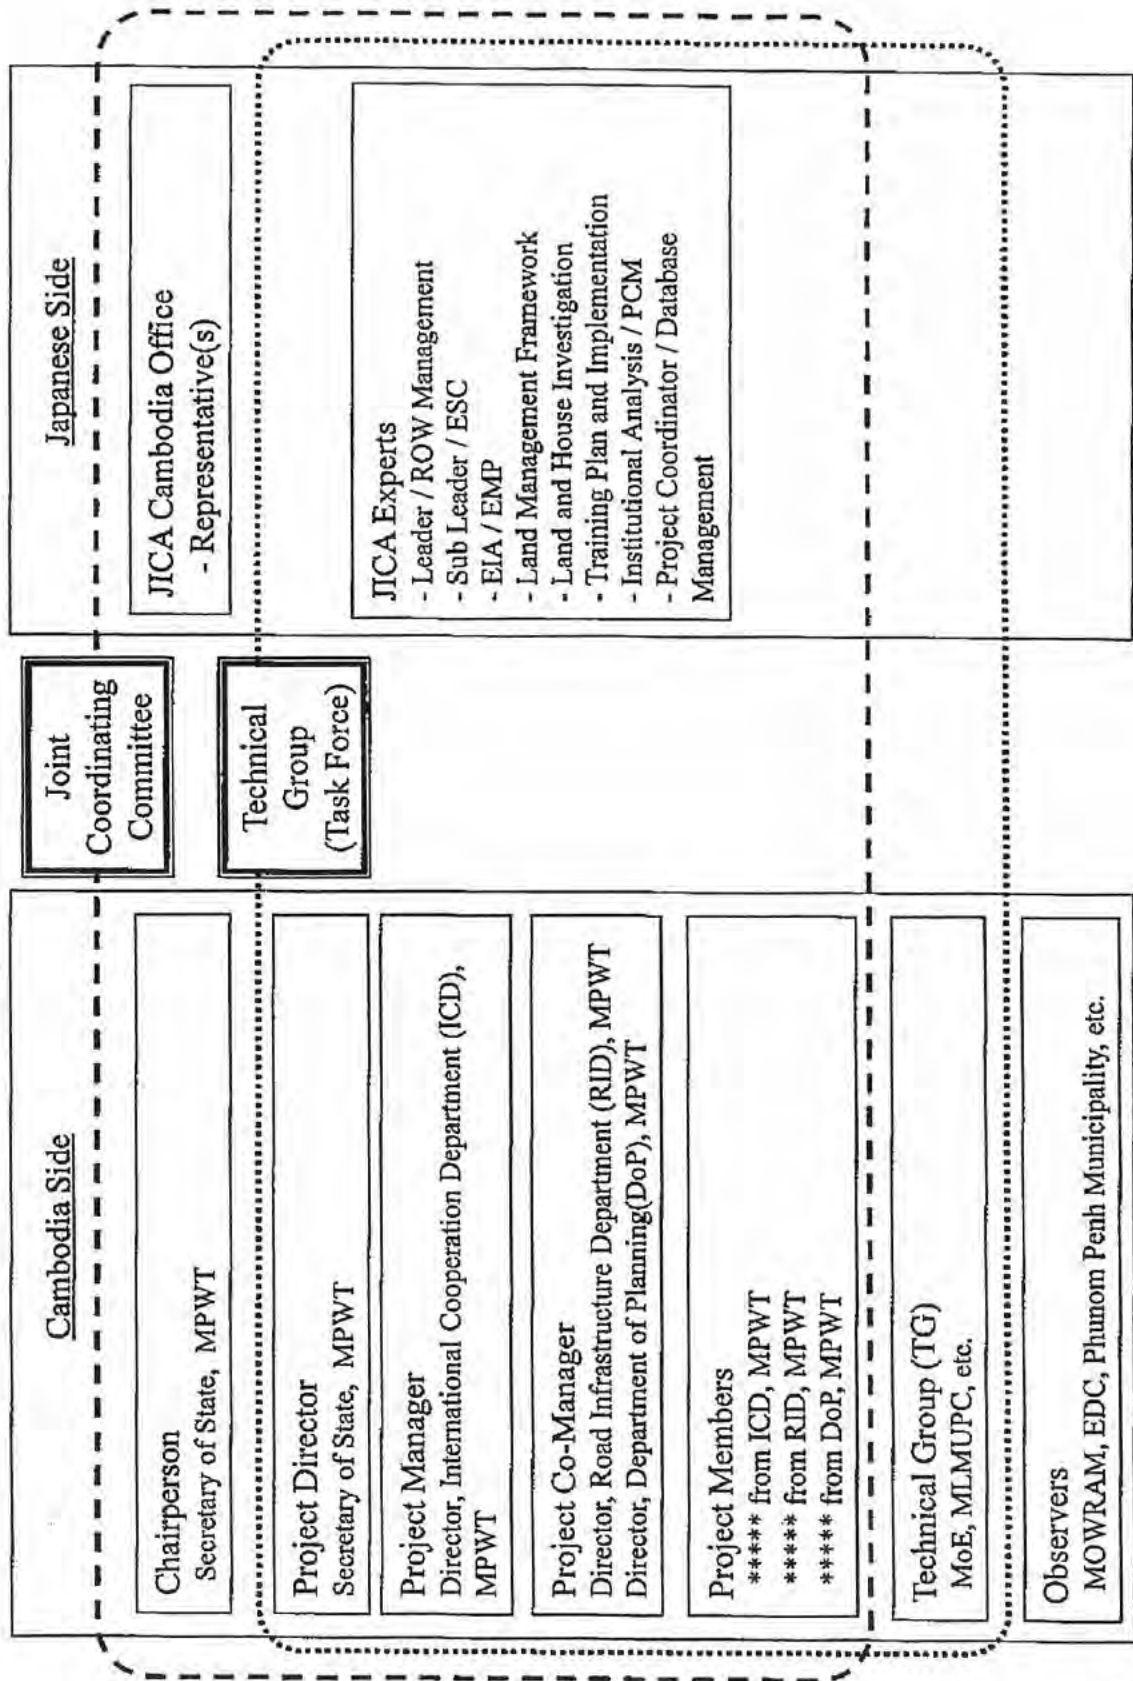 Cambodia Side
Chairperson
Secretary of State, MPWT
Project Director
Secretary of State, MPWT
Project Manager
Director, International Cooperation Department (ICD),
MPWT
Project Co-Manager
Director, Road Infrastructure Department (RID), MPWT
Director, Department of Planning(DoP), MPWT
Project Members
***** from ICD, MPWT
***** from RID, MPWT
***** from DoP, MPWT
Technical Group (TG)
MoE, MLMUPC, etc.
Observers
MOWRAM, EDC, Phunom Penh Municipality, etc.
Joint
Coordinating
Committee
Technical
Group
(Task Force)
Japanese Side
JICA Cambodia Office
- Representative(s)
JICA Experts
- Leader / ROW Management
- Sub Leader / ESC
- EIA / EMP
- Land Management Framework
- Land and House Investigation
- Training Plan and Implementation
- Institutional Analysis / PCM
- Project Coordinator / Database
Management